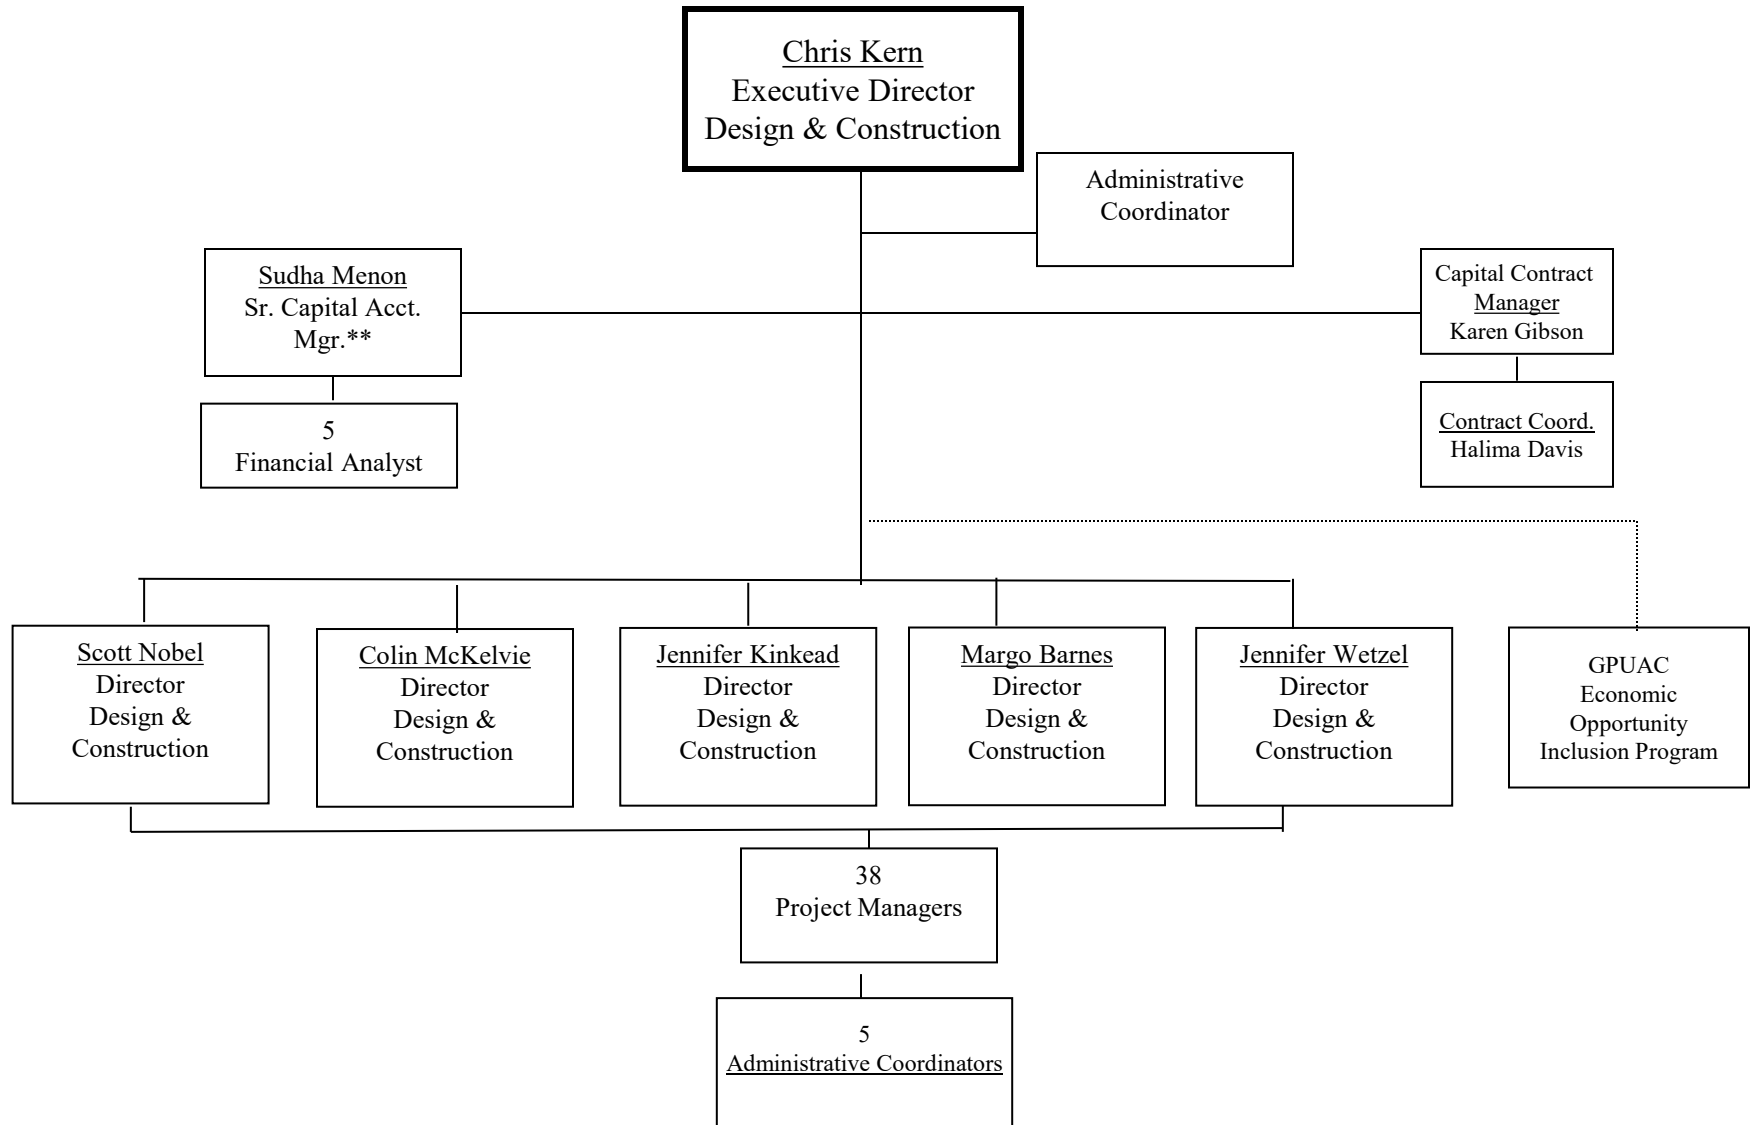 Chris Kern
Executive Director
Design & Construction
Administrative
Coordinator
Sudha Menon
Sr. Capital Acct.
Mgr.**
Capital Contract
Manager
Karen Gibson
5
Financial Analyst
Contract Coord.
Halima Davis
Scott Nobel
Director
Design &
Construction
Colin McKelvie
Director
Design &
Construction
Jennifer Kinkead
Director
Design &
Construction
Margo Barnes
Director
Design &
Construction
Jennifer Wetzel
Director
Design &
Construction
GPUAC
Economic
Opportunity
Inclusion Program
38
Project Managers
5
Administrative Coordinators